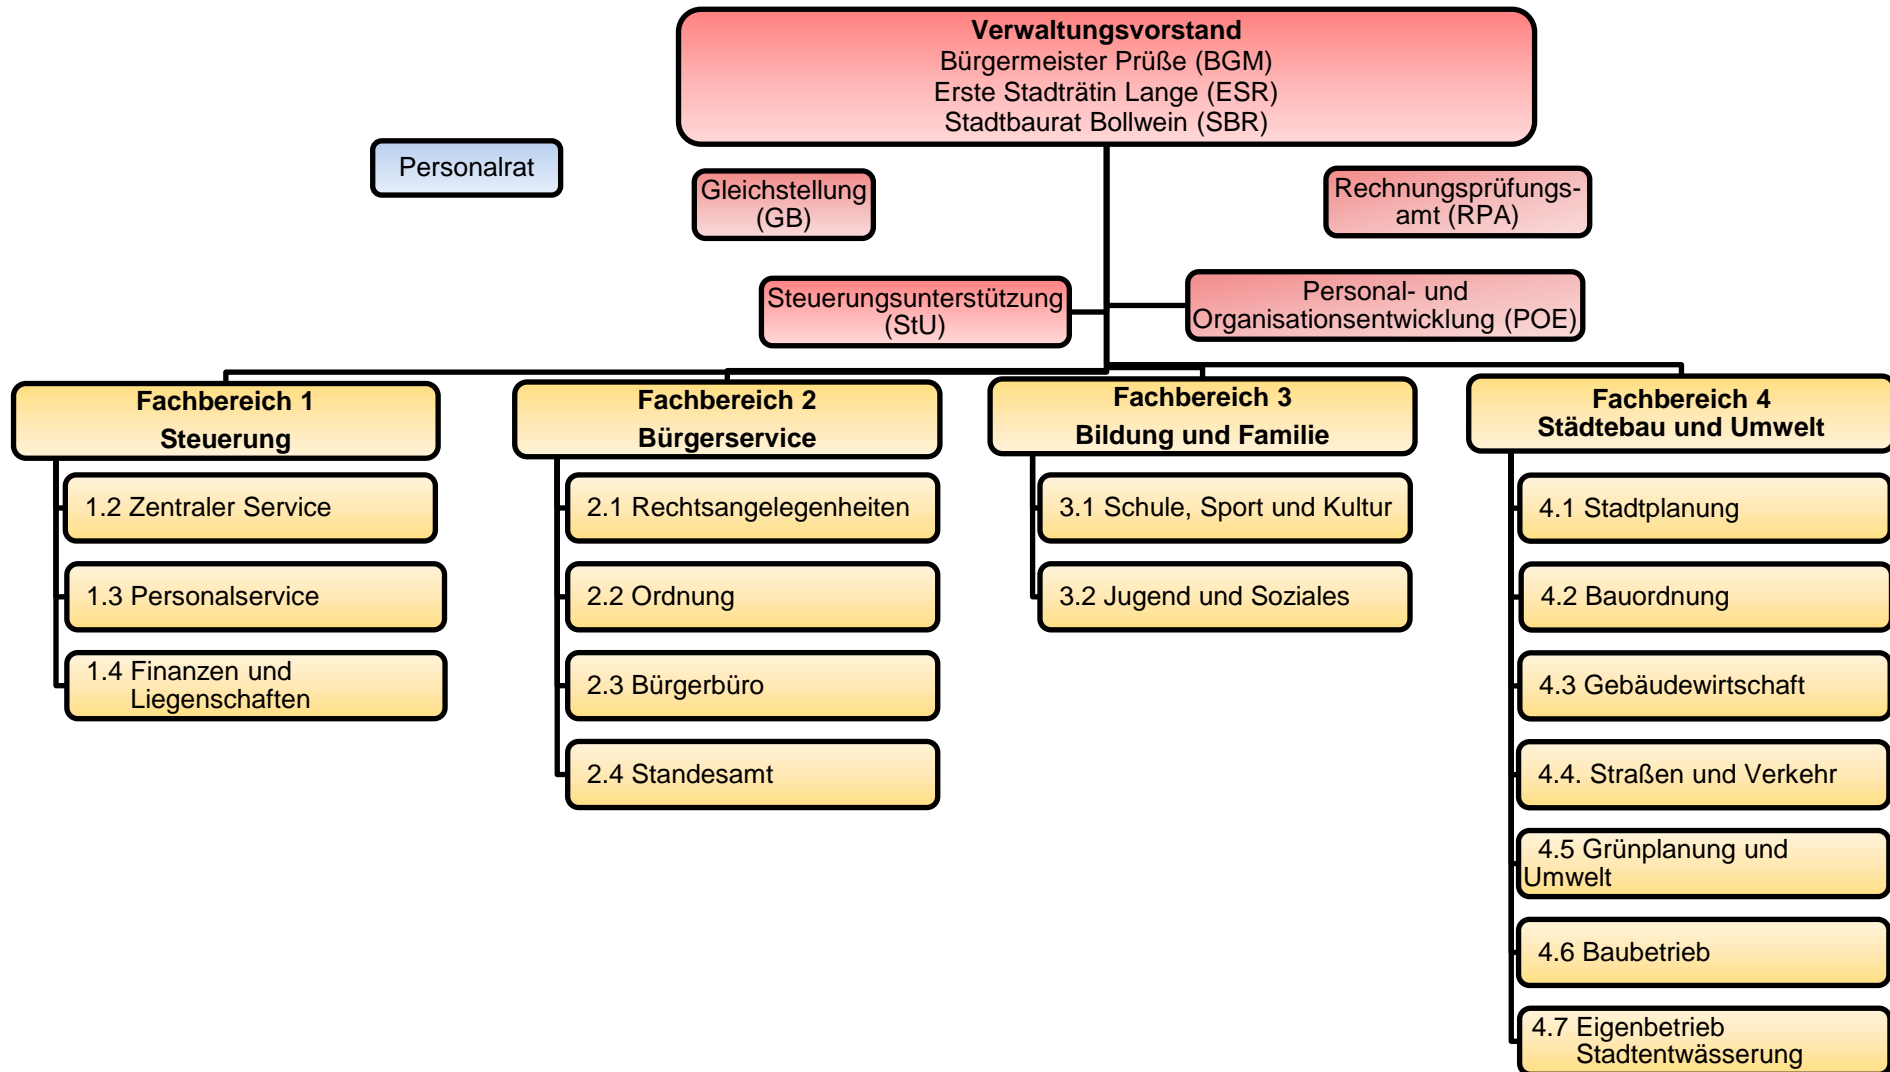 Verwaltungsvorstand
Bürgermeister Prüße (BGM)
Erste Stadträtin Lange (ESR)
Stadtbaurat Bollwein (SBR)
Personalrat
Gleichstellung
(GB)
Rechnungsprüfungs-
amt (RPA)
Steuerungsunterstützung
(StU)
Personal- und
Organisationsentwicklung (POE)
Fachbereich 1
Steuerung
1.2 Zentraler Service
1.3 Personalservice
1.4 Finanzen und
Liegenschaften
Fachbereich 2
Bürgerservice
2.1 Rechtsangelegenheiten
2.2 Ordnung
2.3 Bürgerbüro
2.4 Standesamt
Fachbereich 3
Bildung und Familie
3.1 Schule, Sport und Kultur
3.2 Jugend und Soziales
Fachbereich 4
Städtebau und Umwelt
4.1 Stadtplanung
4.2 Bauordnung
4.3 Gebäudewirtschaft
4.4. Straßen und Verkehr
4.5 Grünplanung und
Umwelt
4.6 Baubetrieb
4.7 Eigenbetrieb
Stadtentwässerung